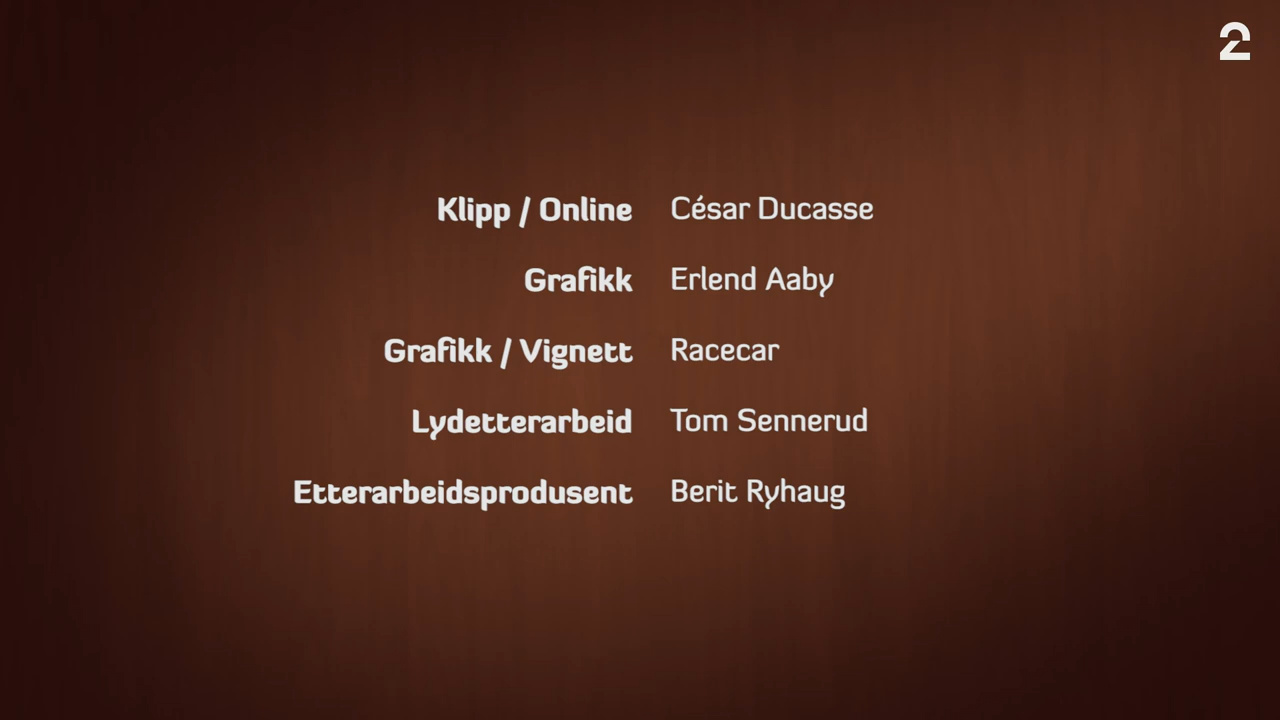 2
Klipp / Online César Ducasse
Grafikk Erlend Aaby
Grafikk / Vignett Racecar
Lydetterarbeid Tom Sennerud
Etterarbeidsprodusent Berit Ryhaug